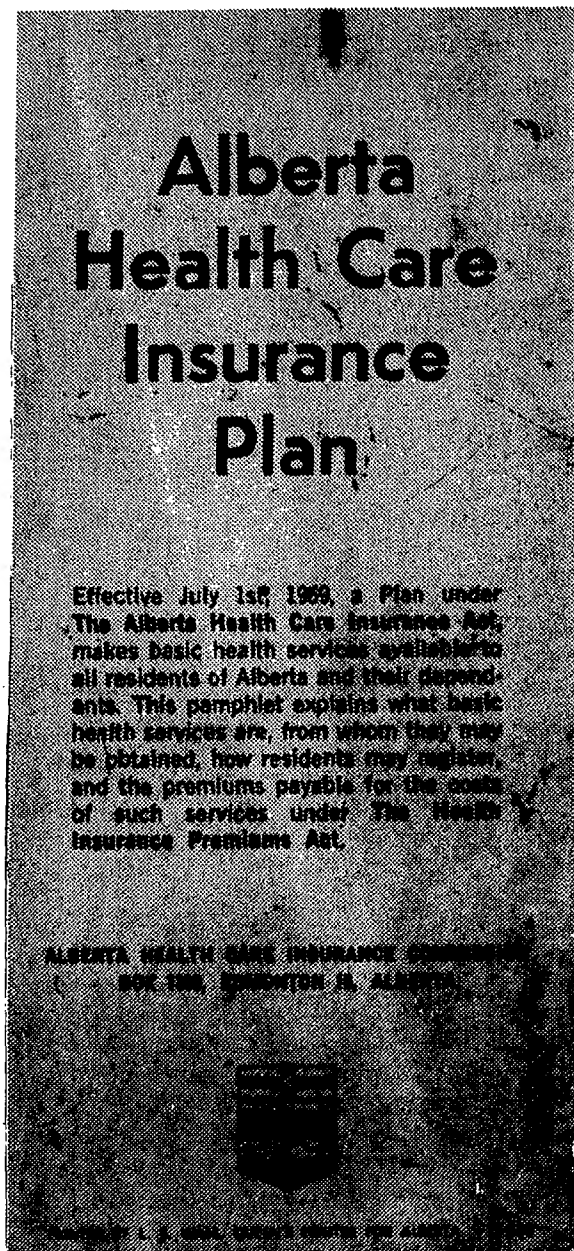 Alberta
Health Care
Insurance
Plan
Effective July 1st, 1969, a Plan under
The Alberta Health Care Insurance Act,
makes basic health services available to
all residents of Alberta and their depend-
ants. This pamphlet explains what basic
health services are, from whom they may
be obtained, how residents may register,
and the premiums payable for the costs
of such services under The Health
Insurance Premiums Act.
ALBERTA HEALTH CARE INSURANCE COMMISSION
BOX EDMONTON ALBERTA